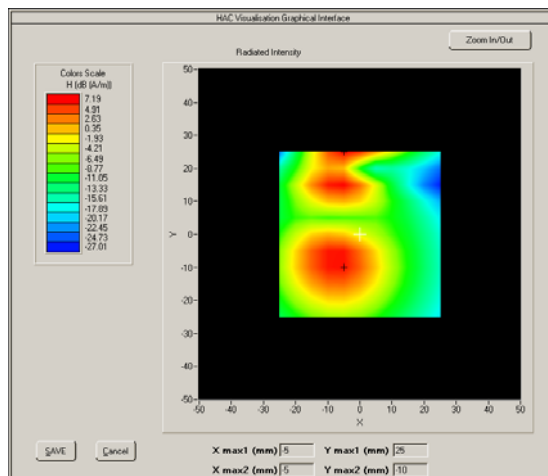 HAC Visualisation Graphical Interface
Zoom In/Out
Radiated Intensity
Colors Scale
H (dB (A/m))
7.19
4.91
2.63
0.35
-1.93
-4.21
-6.49
-8.77
-11.05
-13.33
-15.61
-17.89
-20.17
-22.45
-24.73
-27.01
50
40
30
20
10
0
-10
-20
-30
-40
-50
Y
-50 -40 -30 -20 -10 0 10 20 30 40 50
X
SAVE Cancel
X max1 (mm) -5 Y max1 (mm) 25
X max2 (mm) -5 Y max2 (mm) -10